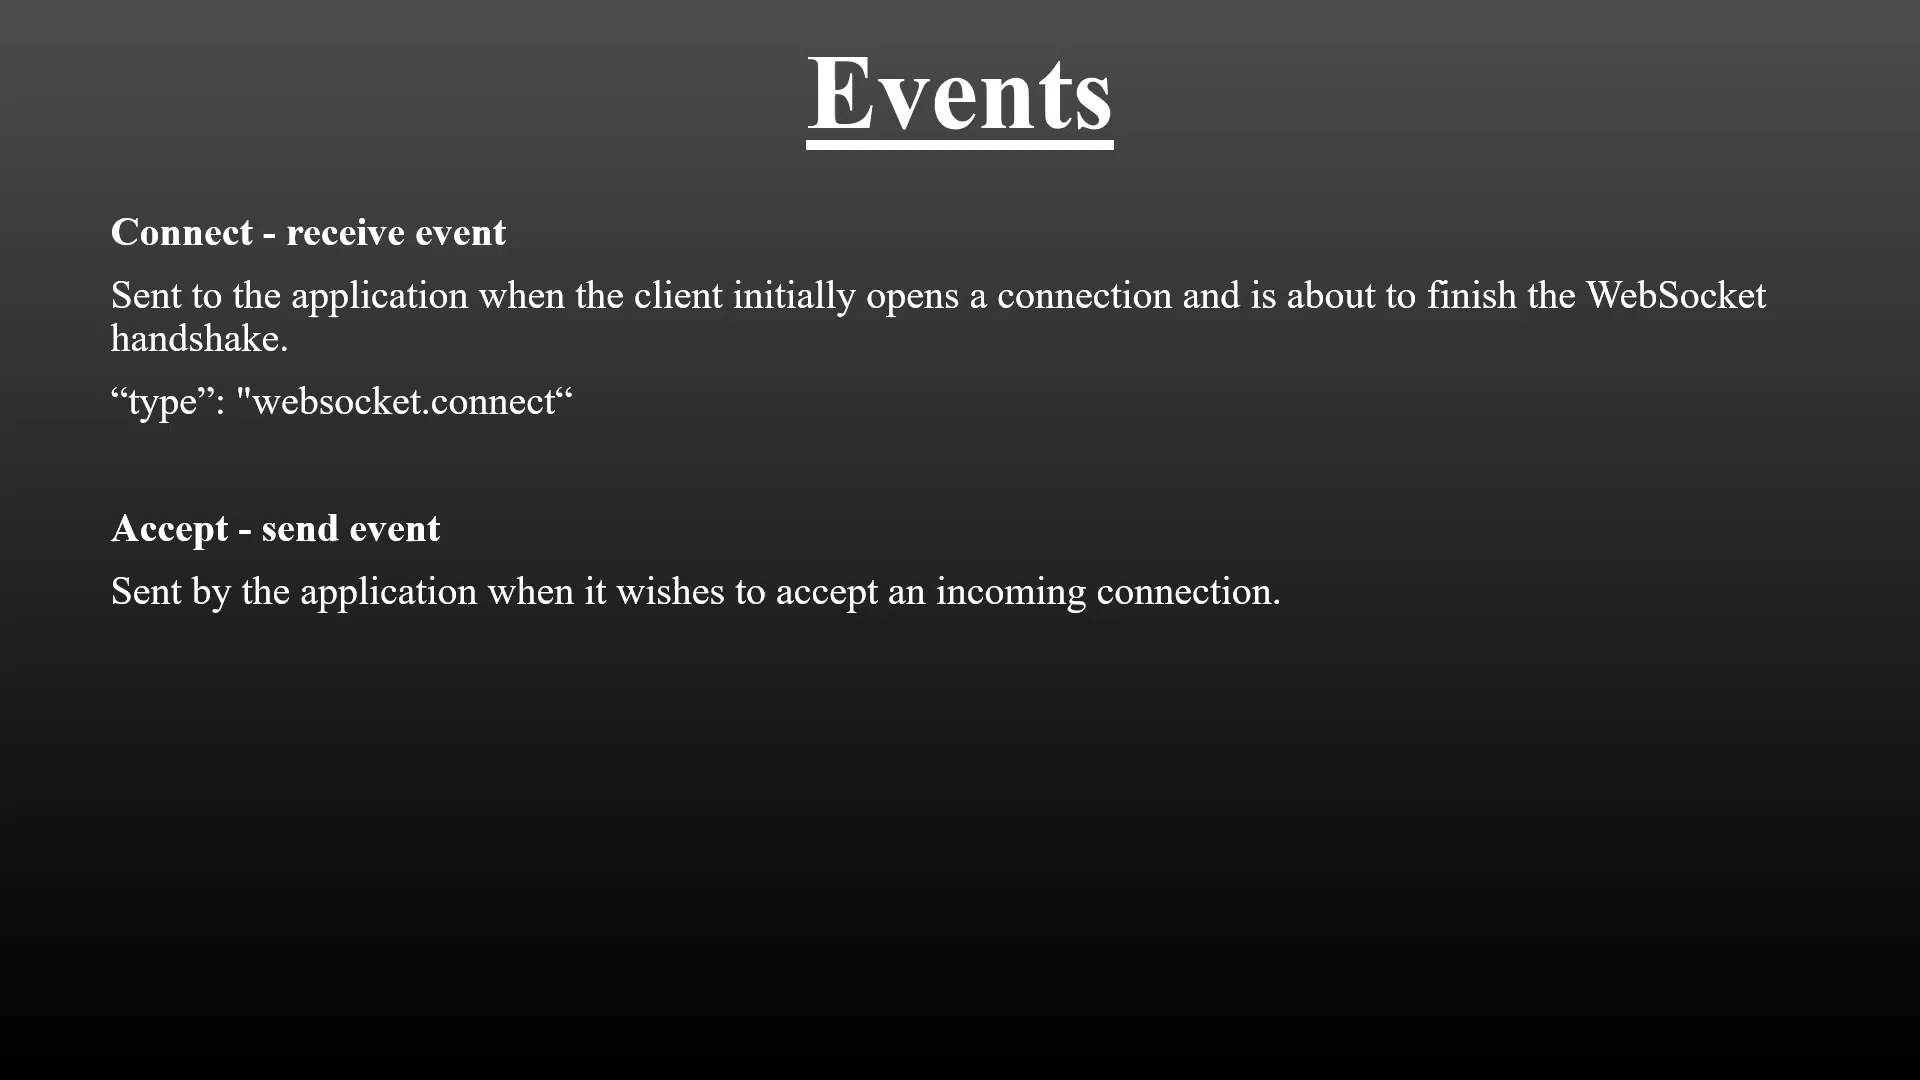 Events
Connect - receive event
Sent to the application when the client initially opens a connection and is about to finish the WebSocket
handshake.
“type”: "websocket.connect“
Accept - send event
Sent by the application when it wishes to accept an incoming connection.